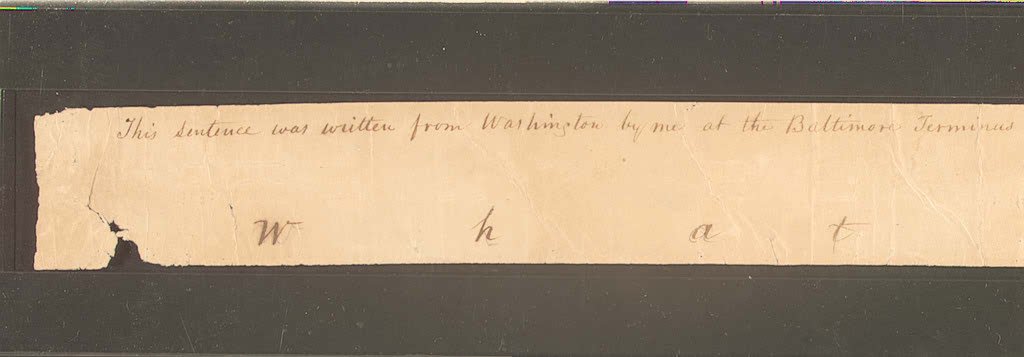 This sentence was written from Washington by me at the Baltimore Terminus
W h a t